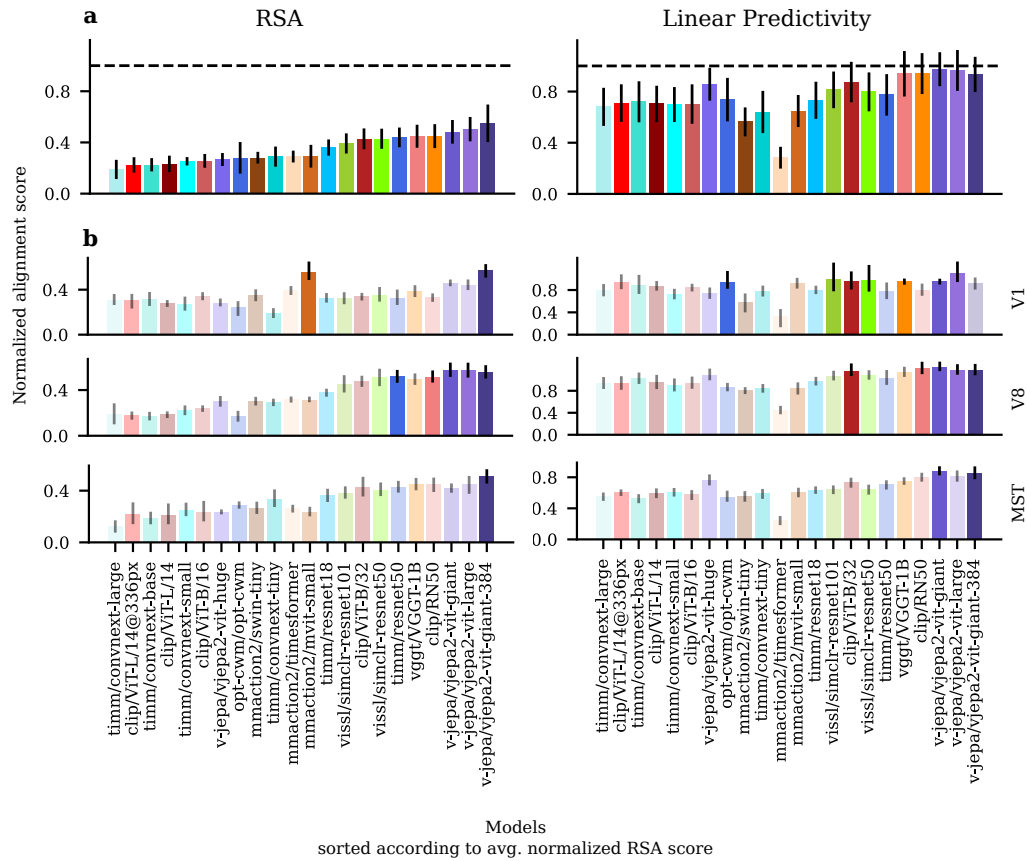 a
RSA
Linear Predictivity
0.8
0.4
0.0
0.8
0.4
0.0
Normalized alignment score
b
0.4
0.0
0.8
0.4
0.0
V1
0.4
0.0
0.8
0.4
0.0
V8
0.4
0.0
0.8
0.4
0.0
MST
timm/convnext-large
clip/ViT-L/14@336px
timm/convnext-base
clip/ViT-L/14
timm/convnext-small
clip/ViT-B/16
v-jepa/vjepa2-vit-huge
opt-cwm/opt-cwm
mmaction2/swin-tiny
timm/convnext-tiny
mmaction2/timesformer
mmaction2/mvit-small
timm/resnet18
vissl/simclr-resnet101
clip/ViT-B/32
vissl/simclr-resnet50
timm/resnet50
vggt/VGGT-1B
clip/RN50
v-jepa/vjepa2-vit-giant
v-jepa/vjepa2-vit-large
v-jepa/vjepa2-vit-giant-384
timm/convnext-large
clip/ViT-L/14@336px
timm/convnext-base
clip/ViT-L/14
timm/convnext-small
clip/ViT-B/16
v-jepa/vjepa2-vit-huge
opt-cwm/opt-cwm
mmaction2/swin-tiny
timm/convnext-tiny
mmaction2/timesformer
mmaction2/mvit-small
timm/resnet18
vissl/simclr-resnet101
clip/ViT-B/32
vissl/simclr-resnet50
timm/resnet50
vggt/VGGT-1B
clip/RN50
v-jepa/vjepa2-vit-giant
v-jepa/vjepa2-vit-large
v-jepa/vjepa2-vit-giant-384
Models
sorted according to avg. normalized RSA score